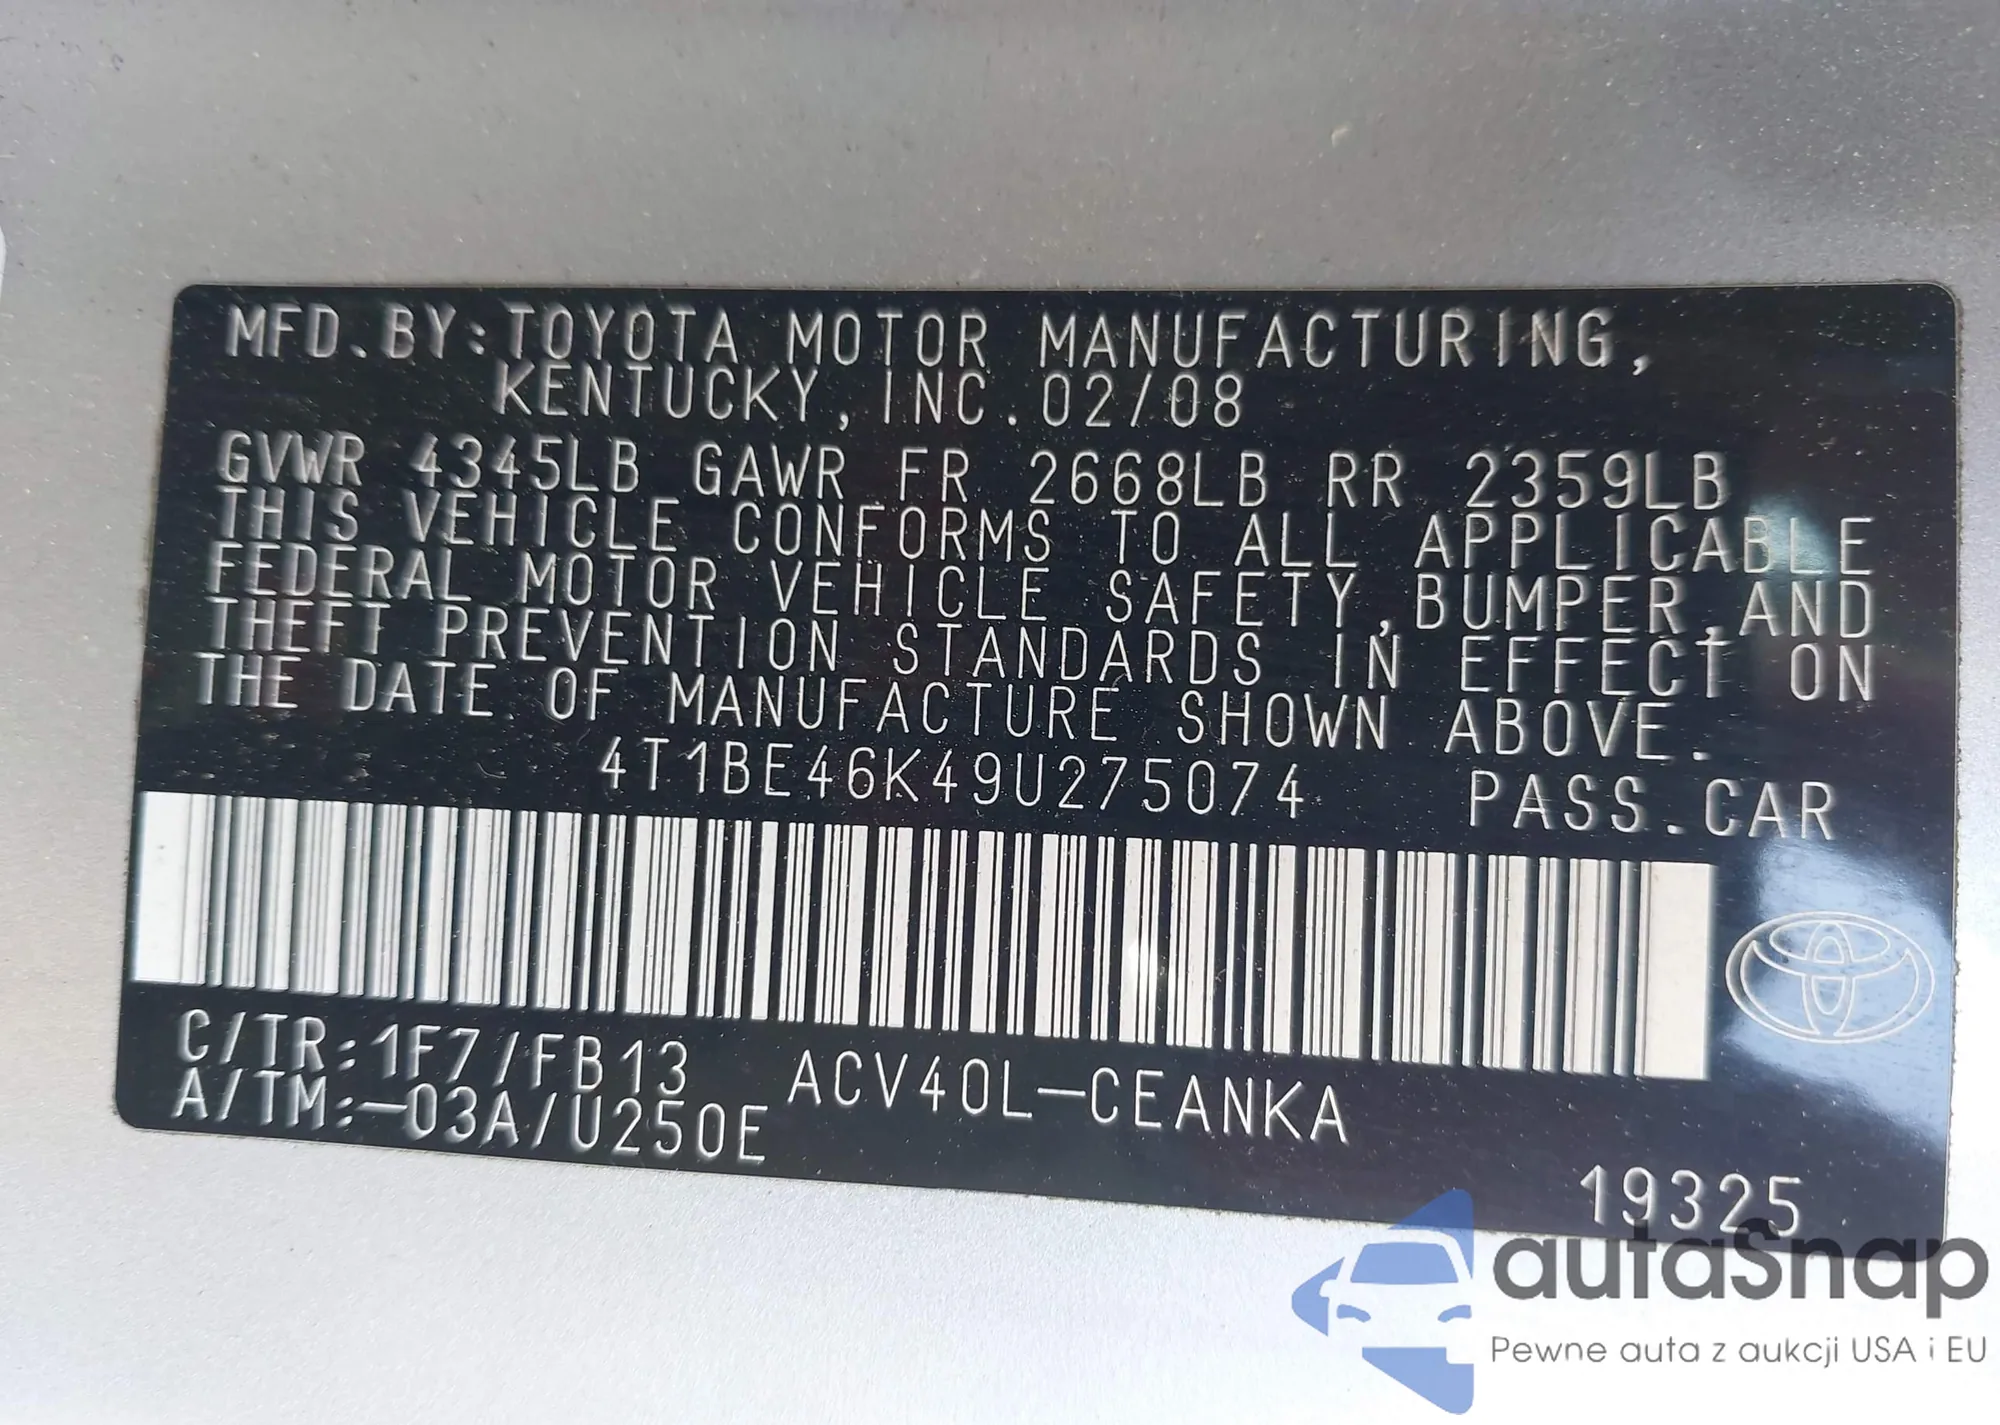 MFD.BY:TOYOTA MOTOR MANUFACTURING,
KENTUCKY,INC.02/08
GVWR 4345LB GAWR FR 2668LB RR 2359LB
THIS VEHICLE CONFORMS TO ALL APPLICABLE
FEDERAL MOTOR VEHICLE SAFETY,BUMPER,AND
THEFT PREVENTION STANDARDS IN EFFECT ON
THE DATE OF MANUFACTURE SHOWN ABOVE.
4T1BE46K49U275074 PASS.CAR
C/TR:1F7/FB13 ACV40L-CEANKA
A/TM:-03A/U250E
19325
autaSnap
Pewne auta z aukcji USA i EU